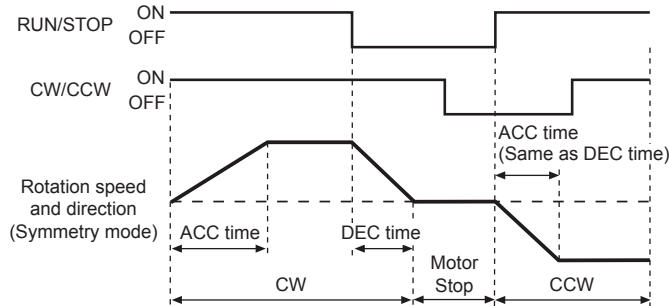 RUN/STOP
ON
OFF
CW/CCW
ON
OFF
ACC time
(Same as DEC time)
Rotation speed
and direction
(Symmetry mode)
ACC time
DEC time
CW
Motor
Stop
CCW